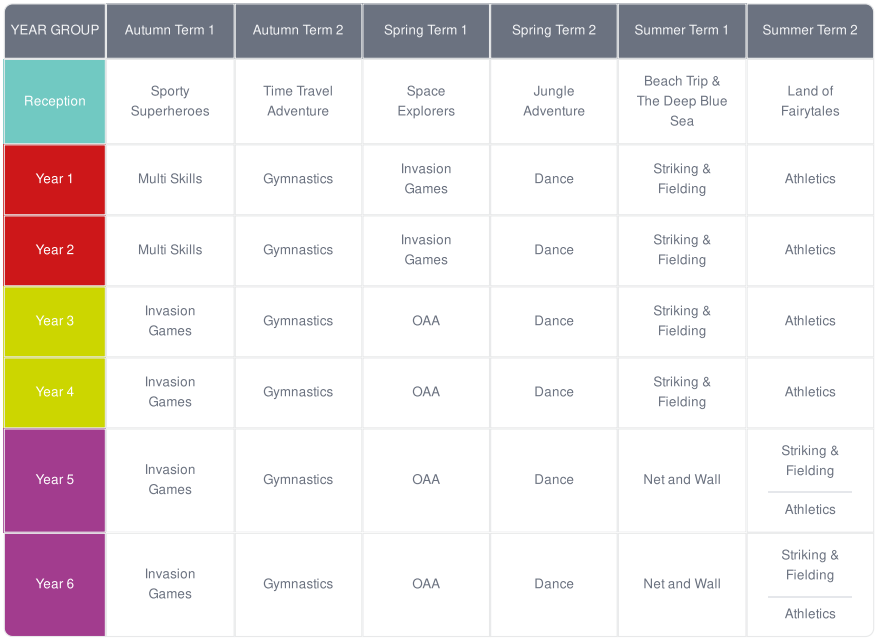 YEAR GROUP Autumn Term 1 Autumn Term 2 Spring Term 1 Spring Term 2 Summer Term 1 Summer Term 2
Reception
Sporty
Superheroes
Time Travel
Adventure
Space
Explorers
Jungle
Adventure
Beach Trip &
The Deep Blue
Sea
Land of
Fairytales
Year 1
Multi Skills
Gymnastics
Invasion
Games
Dance
Striking &
Fielding
Athletics
Year 2
Multi Skills
Gymnastics
Invasion
Games
Dance
Striking &
Fielding
Athletics
Year 3
Invasion
Games
Gymnastics
OAA
Dance
Striking &
Fielding
Athletics
Year 4
Invasion
Games
Gymnastics
OAA
Dance
Striking &
Fielding
Athletics
Year 5
Invasion
Games
Gymnastics
OAA
Dance
Net and Wall
Striking &
Fielding
Athletics
Year 6
Invasion
Games
Gymnastics
OAA
Dance
Net and Wall
Striking &
Fielding
Athletics